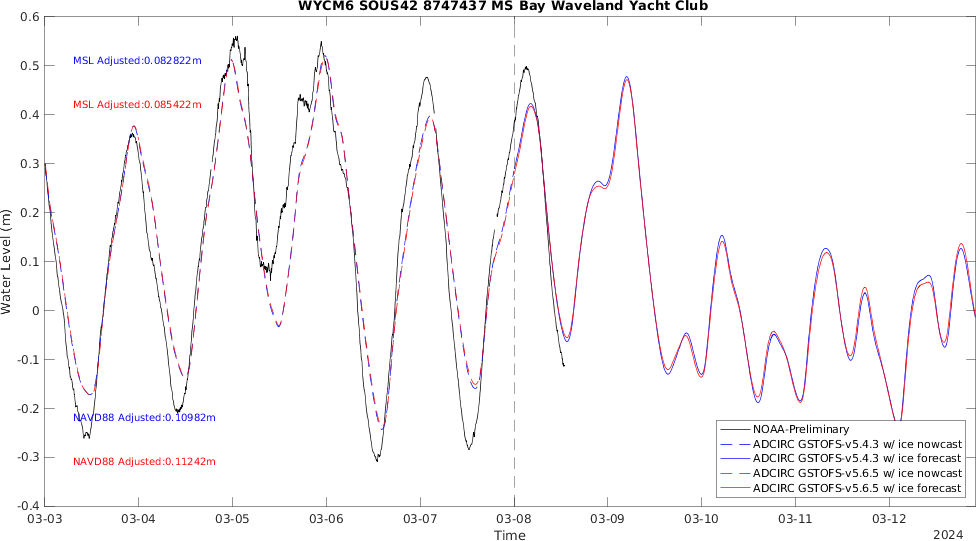 WYCM6 SOUS42 8747437 MS Bay Waveland Yacht Club
0.6
0.5
0.4
0.3
0.2
0.1
0
-0.1
-0.2
-0.3
-0.4
Water Level (m)
MSL Adjusted:0.082822m
MSL Adjusted:0.085422m
NAVD88 Adjusted:0.10982m
NAVD88 Adjusted:0.11242m
NOAA-Preliminary
ADCIRC GSTOFS-v5.4.3 w/ ice nowcast
ADCIRC GSTOFS-v5.4.3 w/ ice forecast
ADCIRC GSTOFS-v5.6.5 w/ ice nowcast
ADCIRC GSTOFS-v5.6.5 w/ ice forecast
03-03 03-04 03-05 03-06 03-07 03-08 03-09 03-10 03-11 03-12
Time
2024